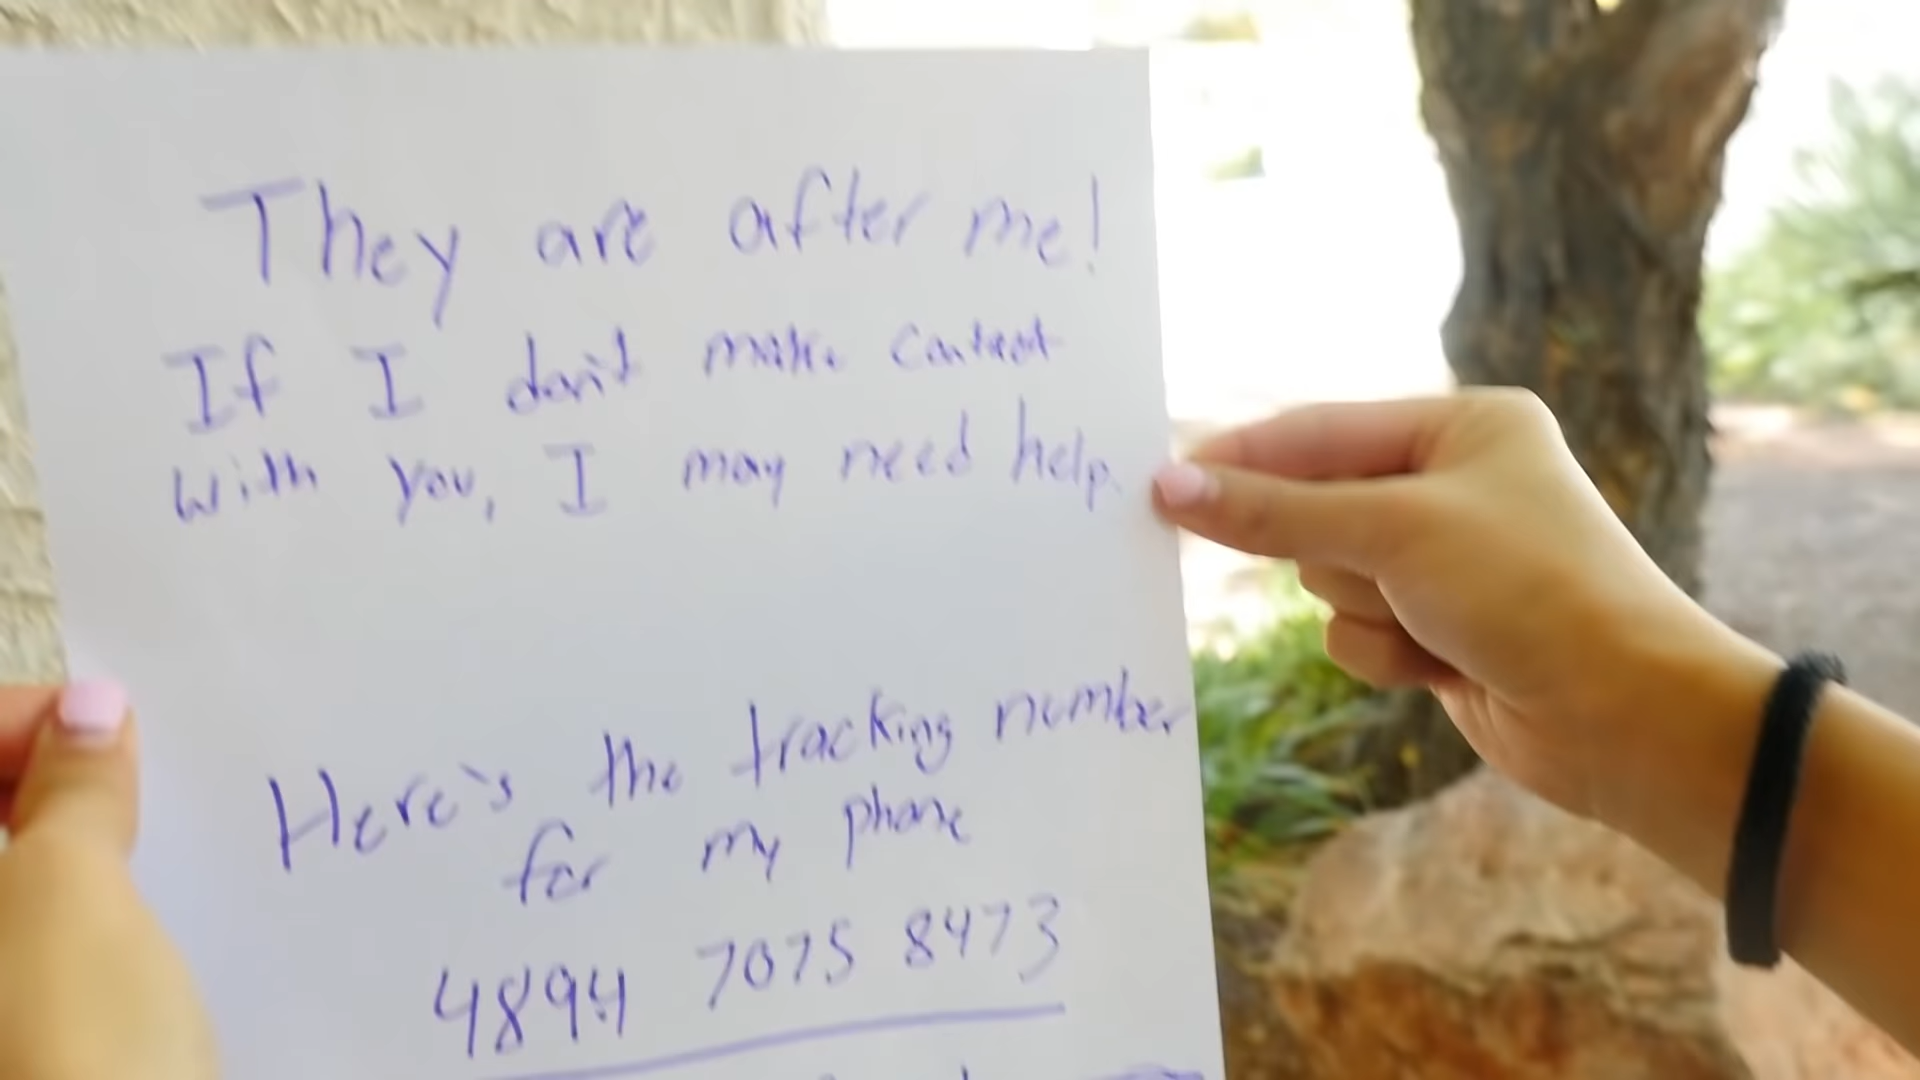 They are after me!
If I don't make contact
with you, I may need help.
Here's the tracking number
for my phone
4894 7075 8473